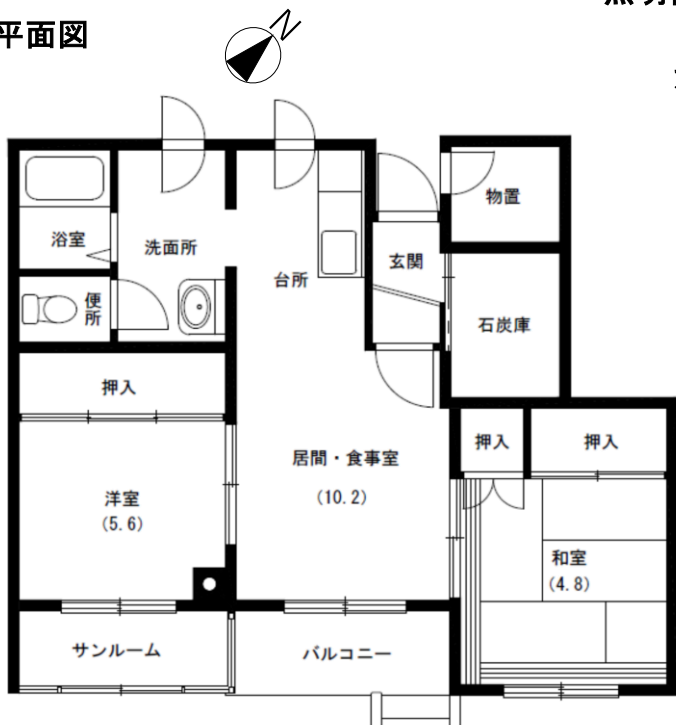 平面図
N
物置
浴室
洗面所
玄関
台所
便所
石炭庫
押入
押入
押入
居間・食事室
(10.2)
洋室
(5.6)
和室
(4.8)
サンルーム
バルコニー